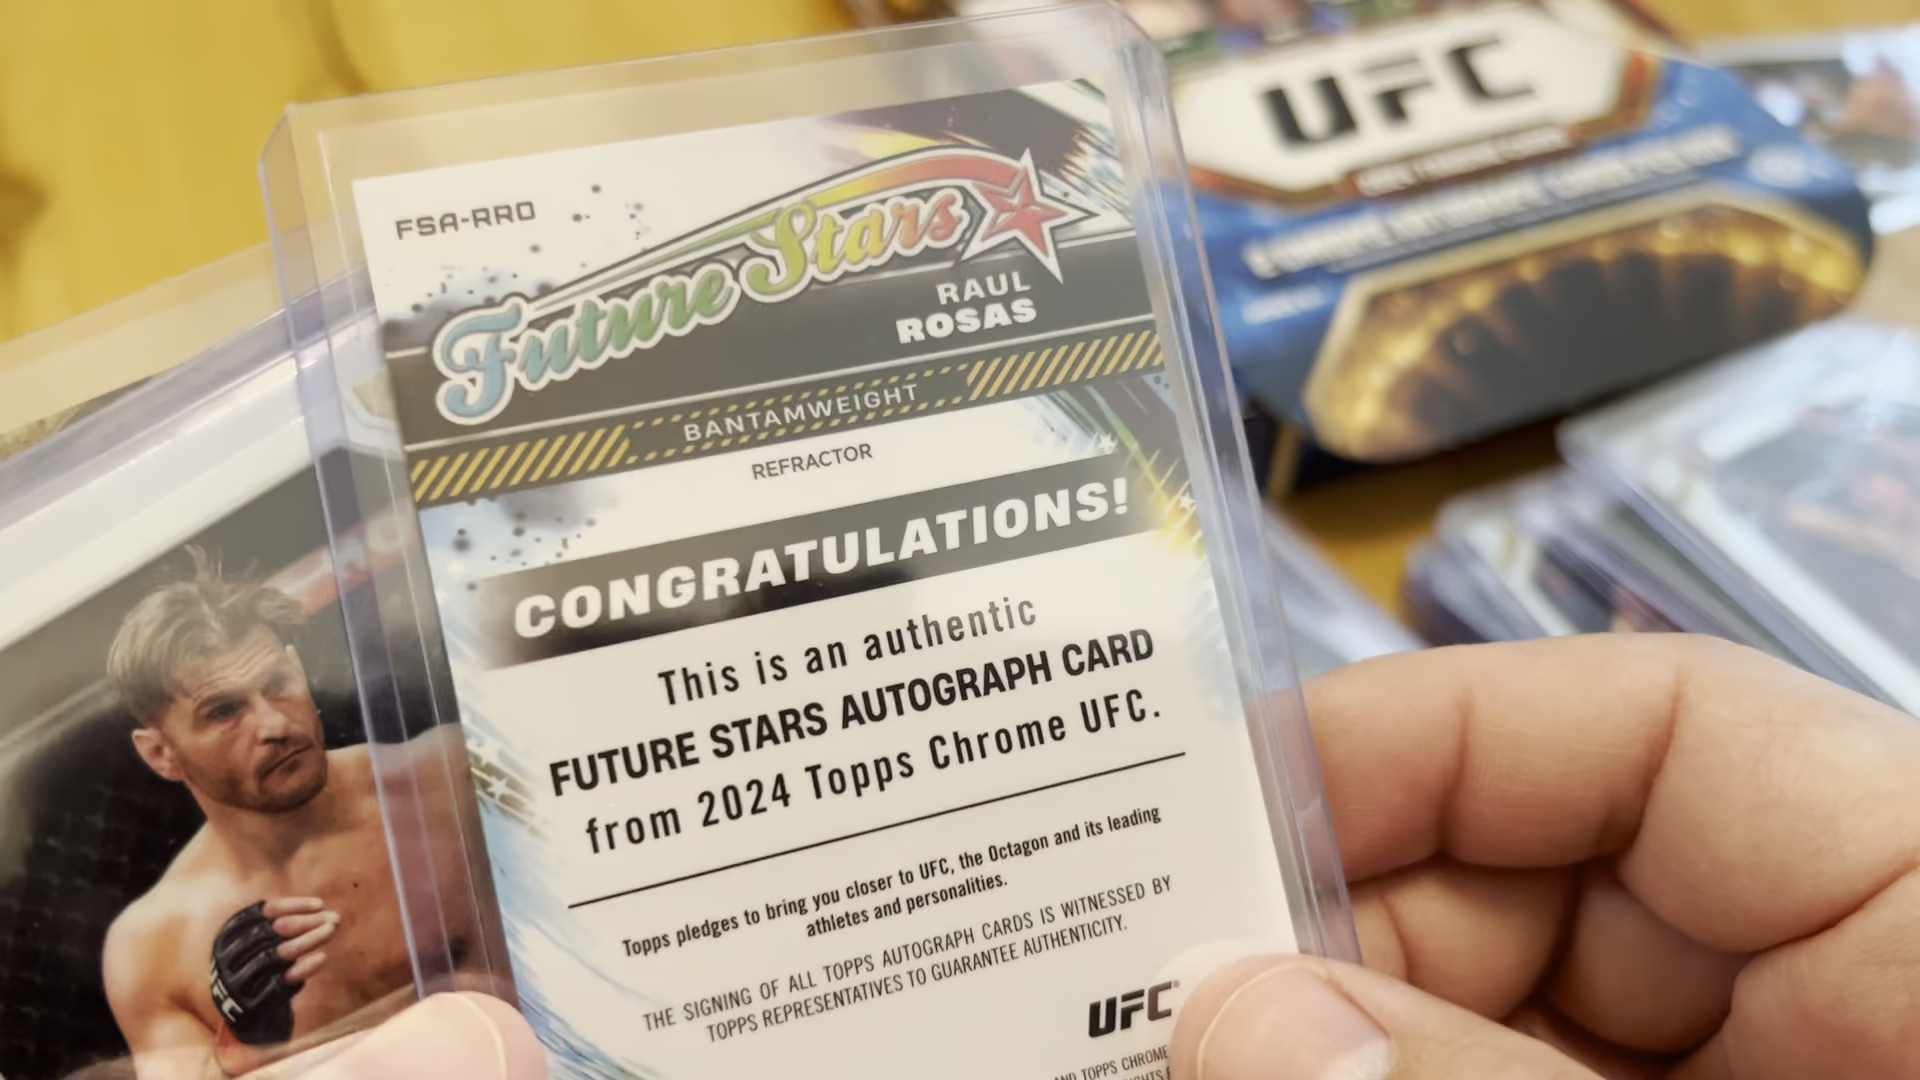 UFC
FSA-RRO
Future Stars
RAUL
ROSAS
BANTAMWEIGHT
REFRACTOR
CONGRATULATIONS!
This is an authentic
FUTURE STARS AUTOGRAPH CARD
from 2024 Topps Chrome UFC.
Topps pledges to bring you closer to UFC, the Octagon and its leading
athletes and personalities.
THE SIGNING OF ALL TOPPS AUTOGRAPH CARDS IS WITNESSED BY
TOPPS REPRESENTATIVES TO GUARANTEE AUTHENTICITY.
UFC
TOPPS CHROME
UFC